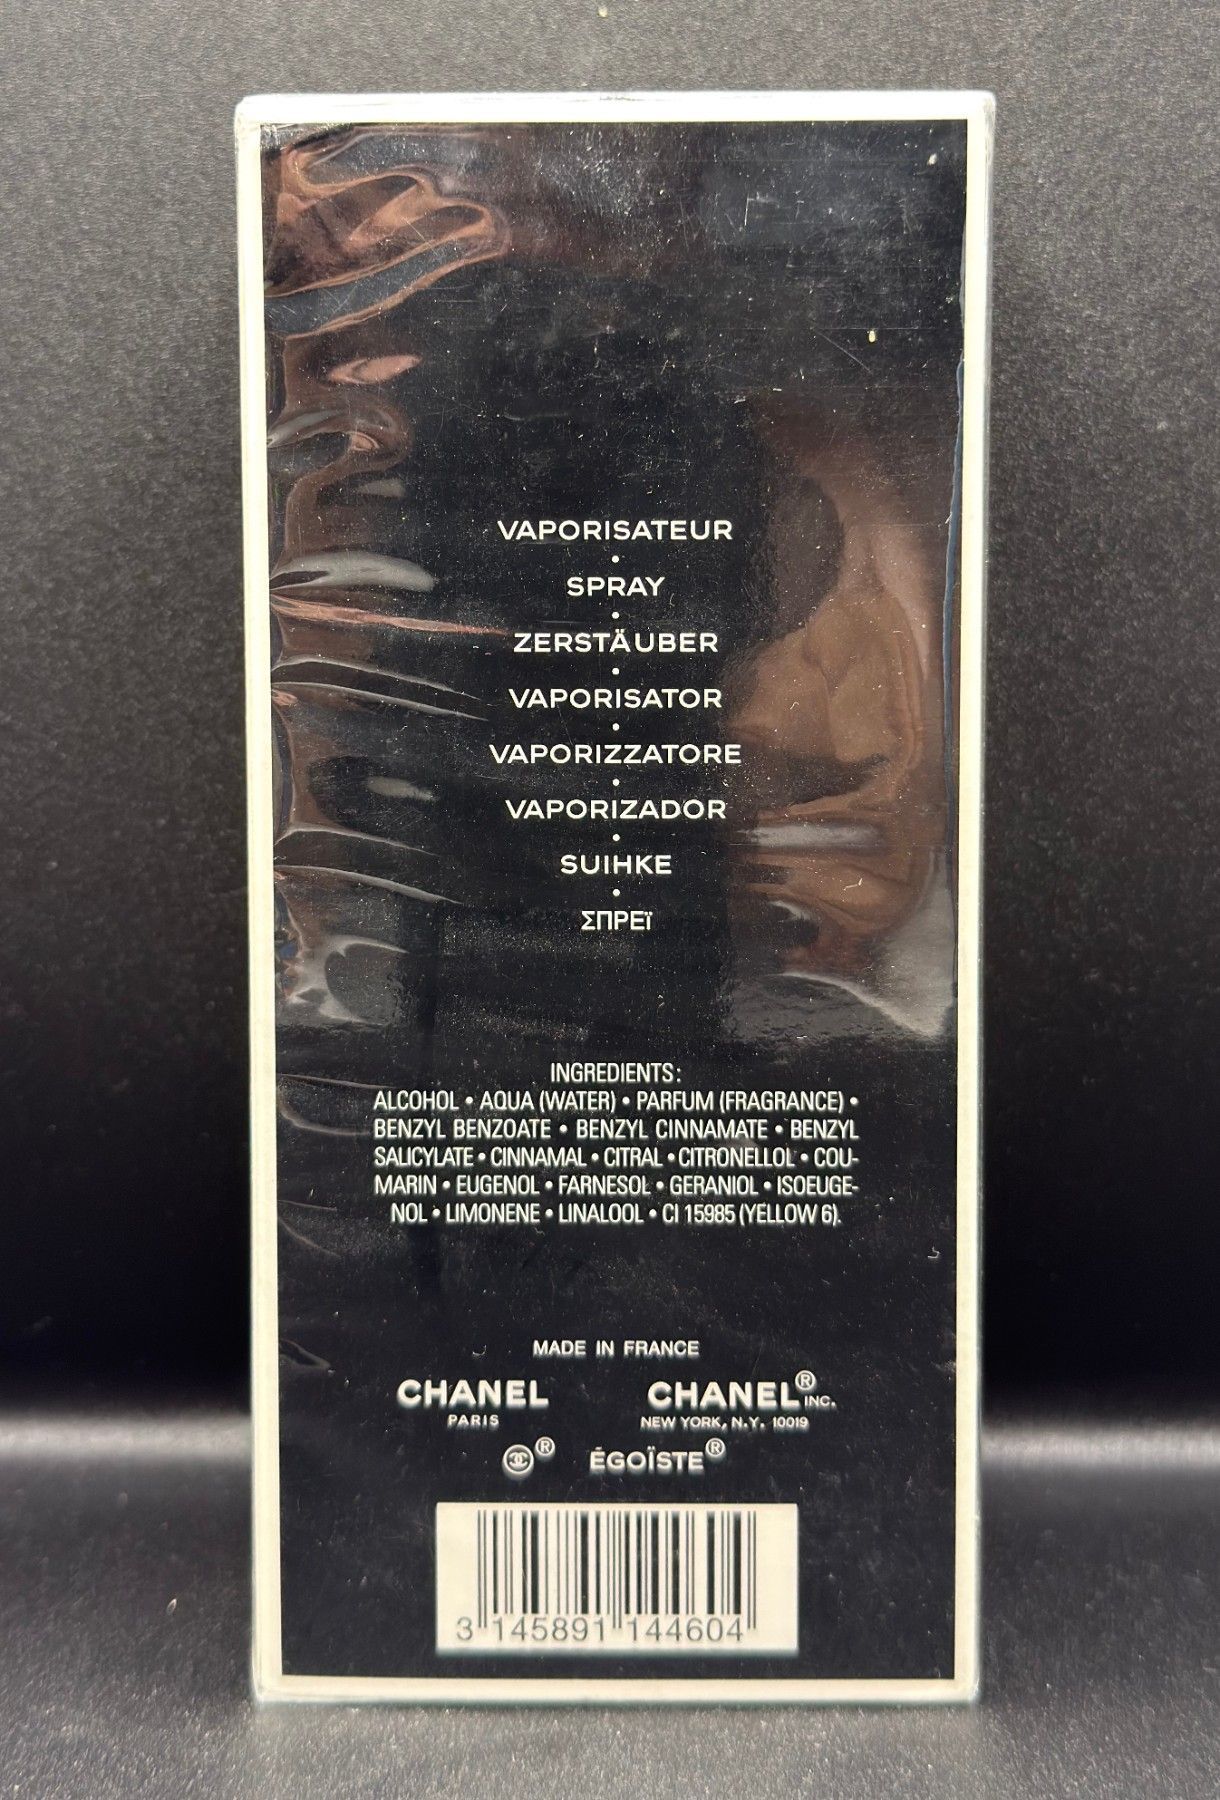 VAPORISATEUR
•
SPRAY
•
ZERSTÄUBER
•
VAPORISATOR
•
VAPORIZZATORE
•
VAPORIZADOR
•
SUIHKE
•
ΣΠΡΕΪ
INGREDIENTS:
ALCOHOL • AQUA (WATER) • PARFUM (FRAGRANCE) •
BENZYL BENZOATE • BENZYL CINNAMATE • BENZYL
SALICYLATE • CINNAMAL • CITRAL • CITRONELLOL • COU-
MARIN • EUGENOL • FARNESOL • GERANIOL • ISOEUGE-
NOL • LIMONENE • LINALOOL • CI 15985 (YELLOW 6).
MADE IN FRANCE
CHANEL CHANEL® INC.
PARIS NEW YORK, N.Y. 10019
® ÉGOÏSTE®
3 145891 144604